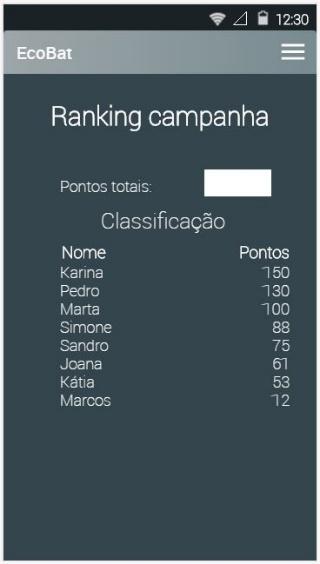 12:30
EcoBat
Ranking campanha
Pontos totais:
Classificação
Nome Pontos
Karina 150
Pedro 130
Marta 100
Simone 88
Sandro 75
Joana 61
Kátia 53
Marcos 12